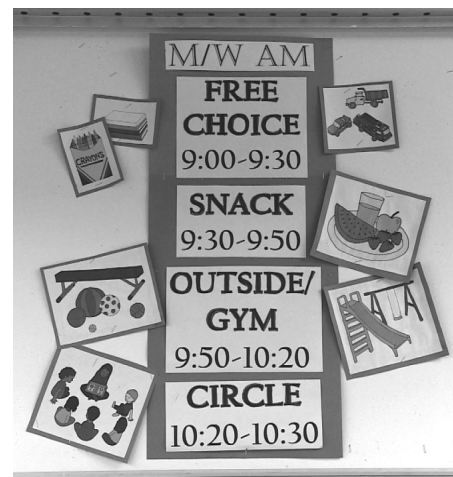 M/W AM
FREE
CHOICE
9:00-9:30
CRAYONS
SNACK
9:30-9:50
OUTSIDE/
GYM
9:50-10:20
CIRCLE
10:20-10:30